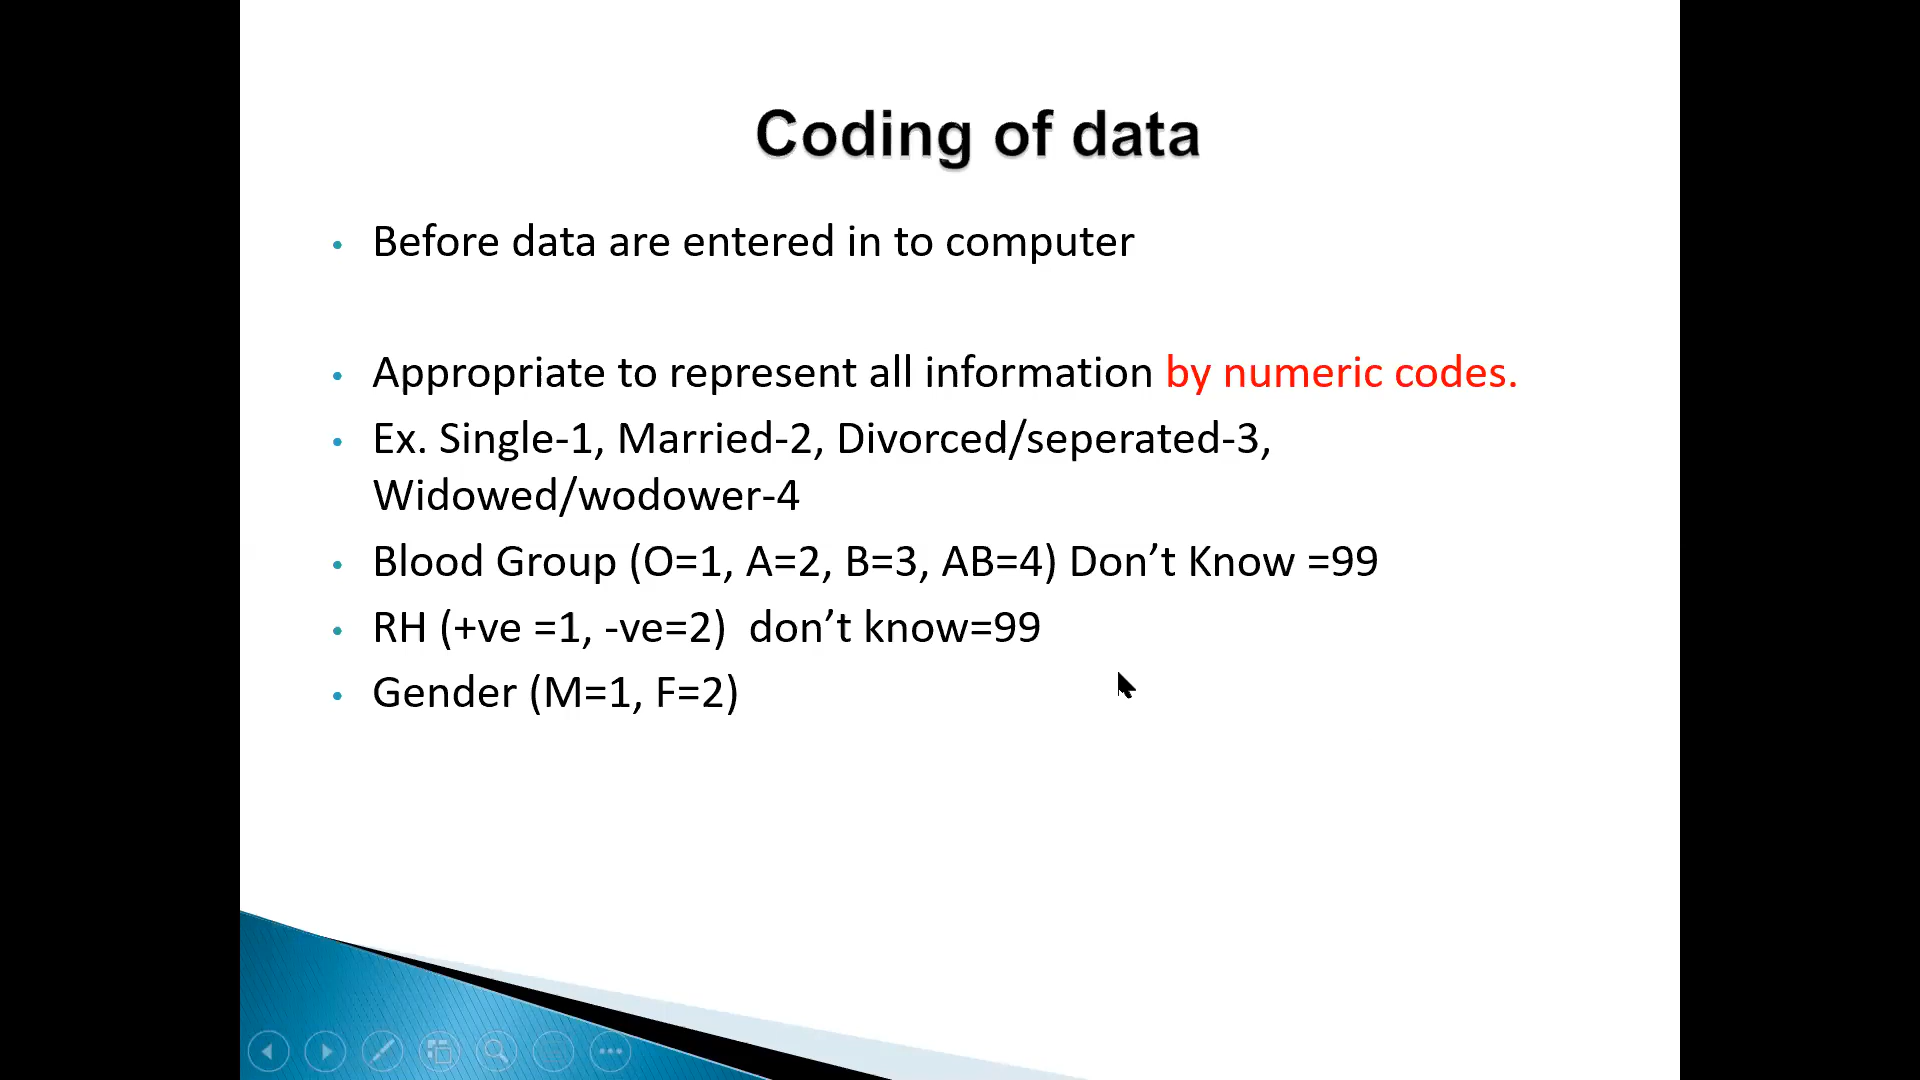 Coding of data
• Before data are entered in to computer
• Appropriate to represent all information by numeric codes.
• Ex. Single-1, Married-2, Divorced/seperated-3,
Widowed/wodower-4
• Blood Group (O=1, A=2, B=3, AB=4) Don’t Know =99
• RH (+ve =1, -ve=2)  don’t know=99
• Gender (M=1, F=2)